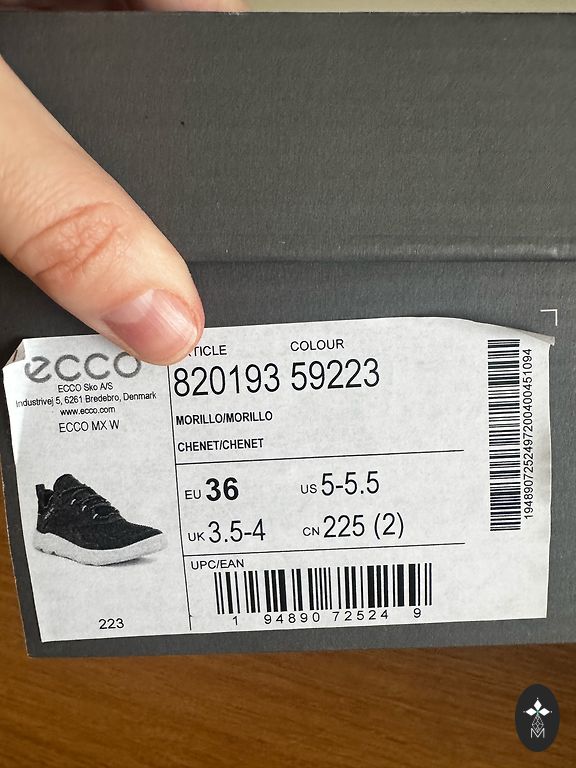 ecco
ECCO Sko A/S
Industrivej 5, 6261 Bredebro, Denmark
www.ecco.com
ECCO MX W
223
TICLE COLOUR
820193 59223
MORILLO/MORILLO
CHENET/CHENET
EU 36 US 5-5.5
UK 3.5-4 CN 225 (2)
UPC/EAN
1 94890 72524 9
1948907252497200400451094
M